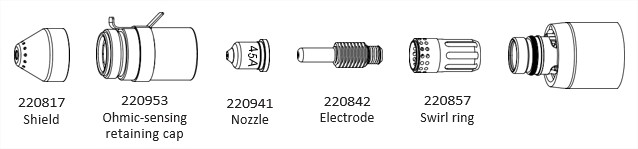 45A
220817
Shield
220953
Ohmic-sensing
retaining cap
220941
Nozzle
220842
Electrode
220857
Swirl ring